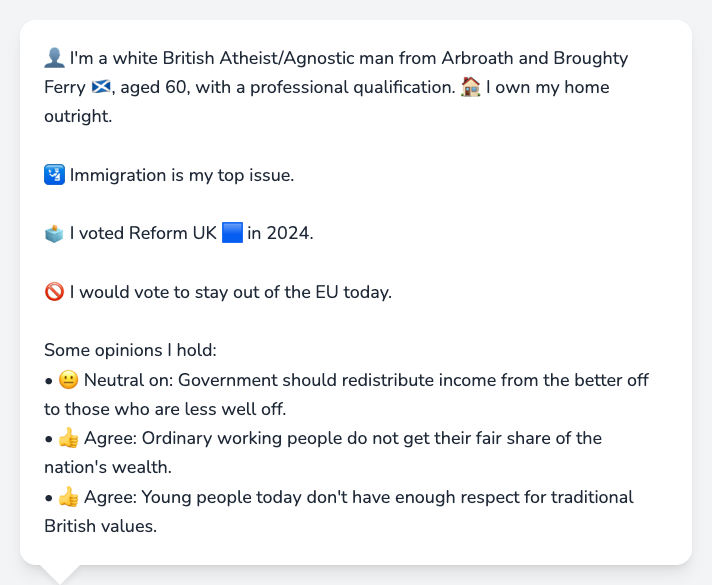 👤 I'm a white British Atheist/Agnostic man from Arbroath and Broughty
Ferry 🏴󠁧󠁢󠁳󠁣󠁴󠁿, aged 60, with a professional qualification. 🏠 I own my home
outright.
🛂 Immigration is my top issue.
🗳️ I voted Reform UK 🟦 in 2024.
🚫 I would vote to stay out of the EU today.
Some opinions I hold:
• 😐 Neutral on: Government should redistribute income from the better off
to those who are less well off.
• 👍 Agree: Ordinary working people do not get their fair share of the
nation's wealth.
• 👍 Agree: Young people today don't have enough respect for traditional
British values.